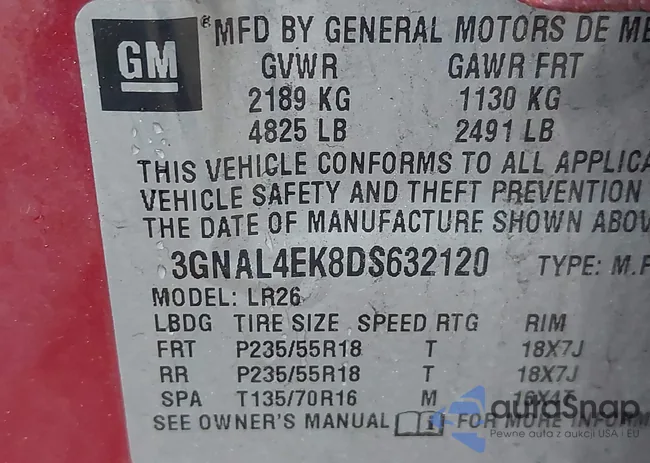 GM
®MFD BY GENERAL MOTORS DE ME
GVWR GAWR FRT
2189 KG 1130 KG
4825 LB 2491 LB
THIS VEHICLE CONFORMS TO ALL APPLICA
VEHICLE SAFETY AND THEFT PREVENTION
THE DATE OF MANUFACTURE SHOWN ABOV
3GNAL4EK8DS632120 TYPE: M.P
MODEL: LR26
LBDG TIRE SIZE SPEED RTG RIM
FRT P235/55R18 T 18X7J
RR P235/55R18 T 18X7J
SPA T135/70R16 M
SEE OWNER'S MANUAL FOR MORE INFORM
autoSnap
Pewne auta z aukcji USA i EU